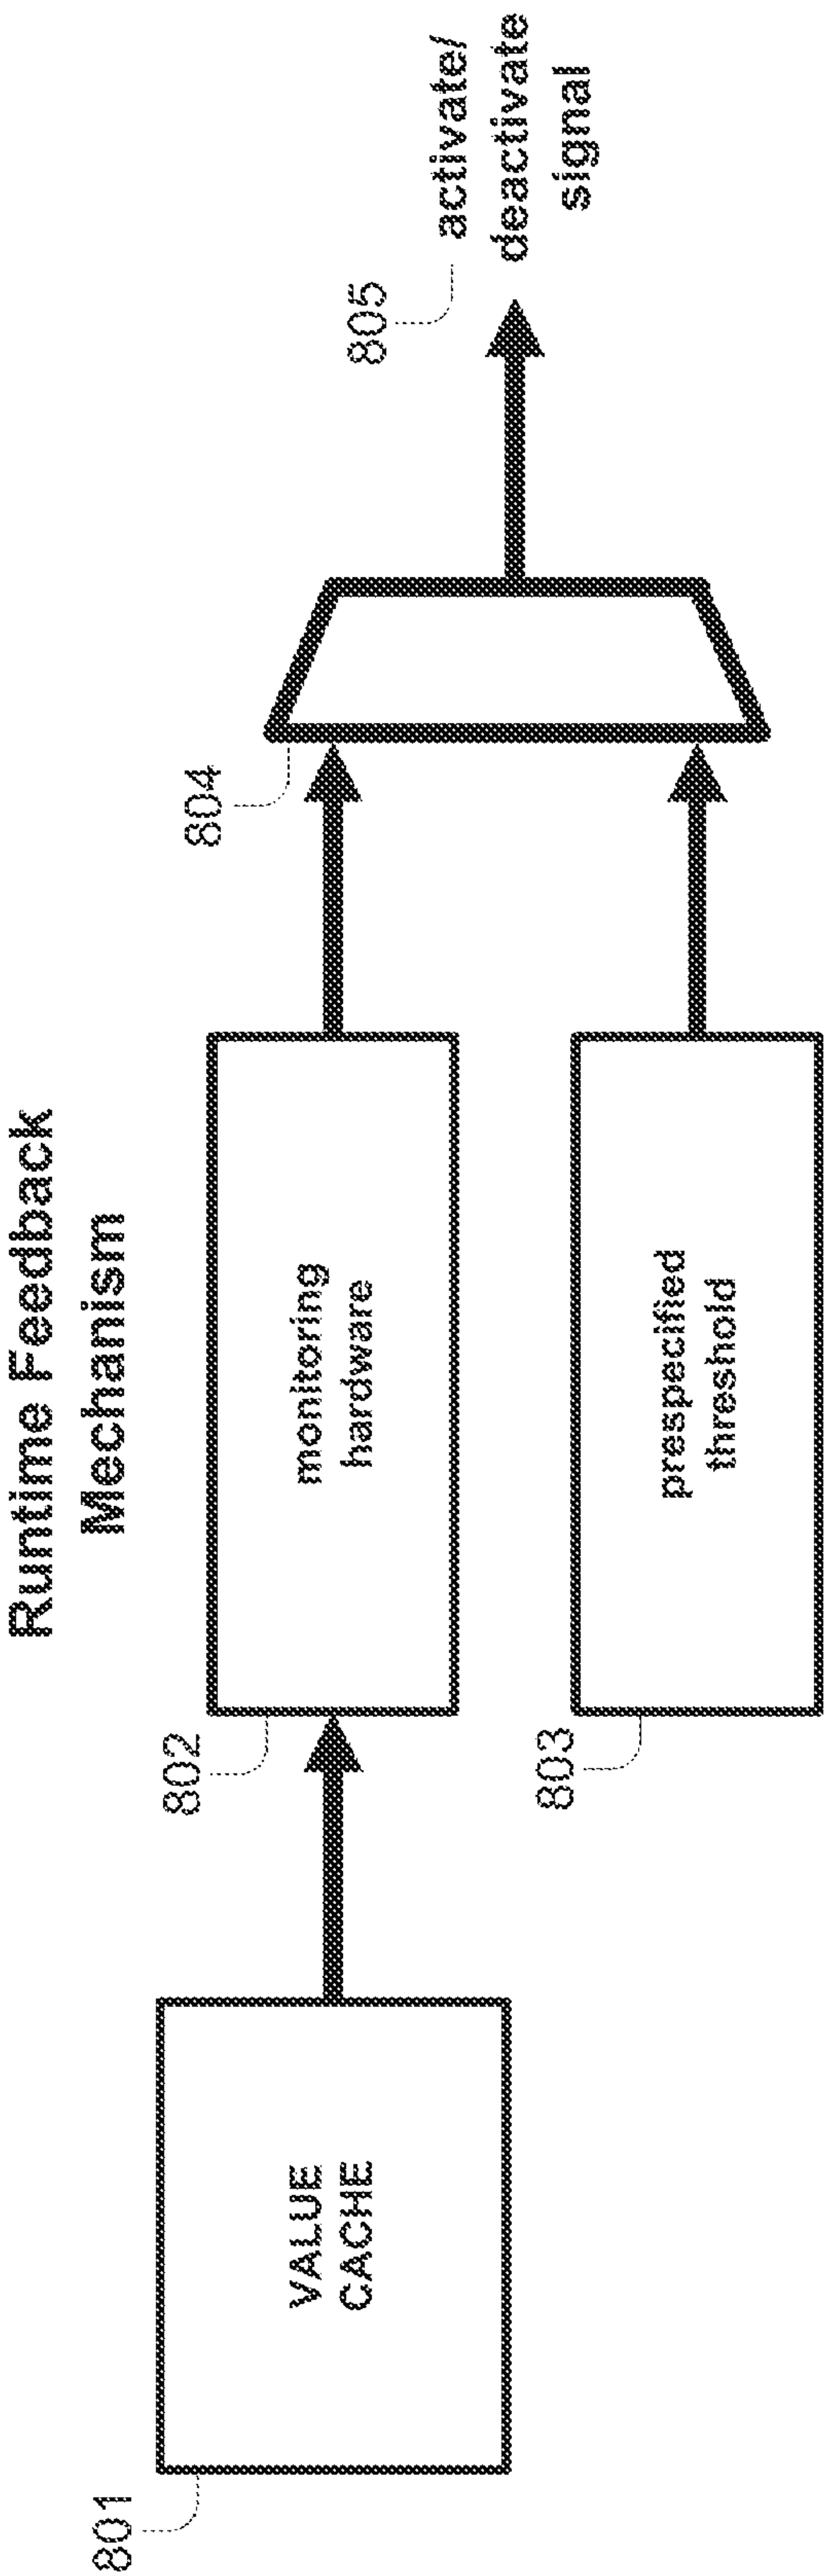 Runtime Feedback
Mechanism
801
VALUE
CACHE
802
monitoring
hardware
803
prespecified
threshold
804
805
activate/
deactivate
signal